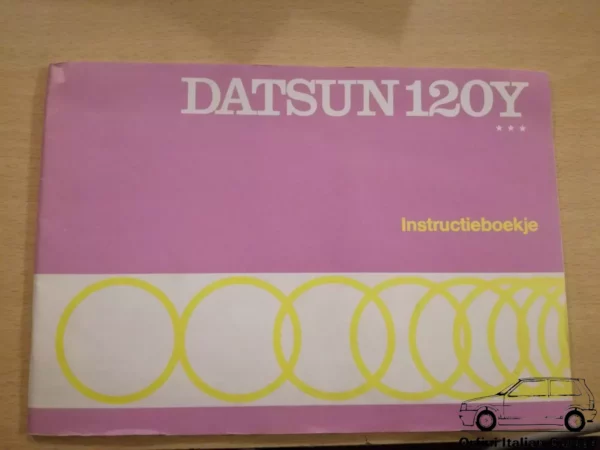 DATSUN 120Y
★★★
Instructieboekje